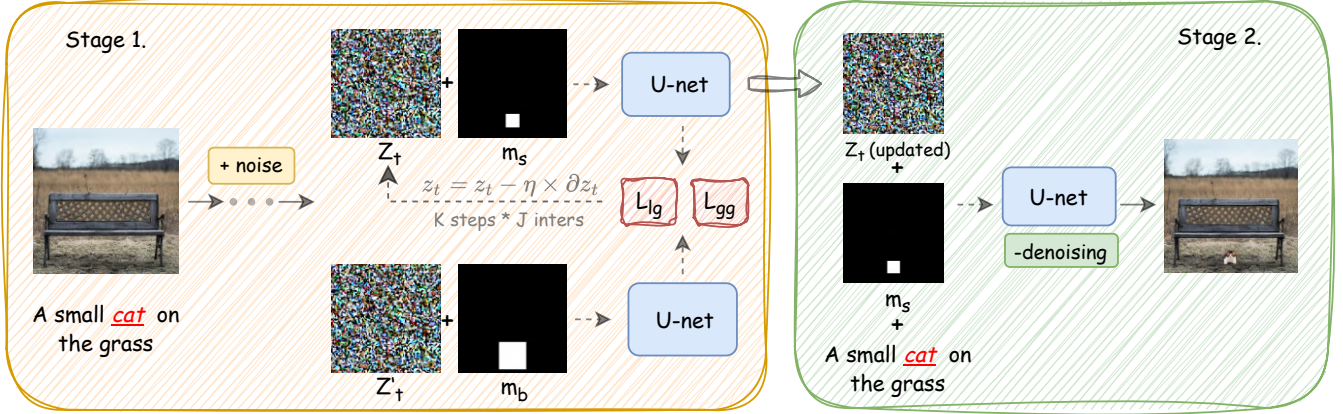 Stage 1.
+ noise
A small cat on
the grass
Z_t
+
m_s
U-net
z_t = z_t − η × ∂z_t
K steps * J inters
L_lg
L_gg
Z'_t
+
m_b
U-net
Stage 2.
Z_t (updated)
+
m_s
+
A small cat on
the grass
U-net
-denoising